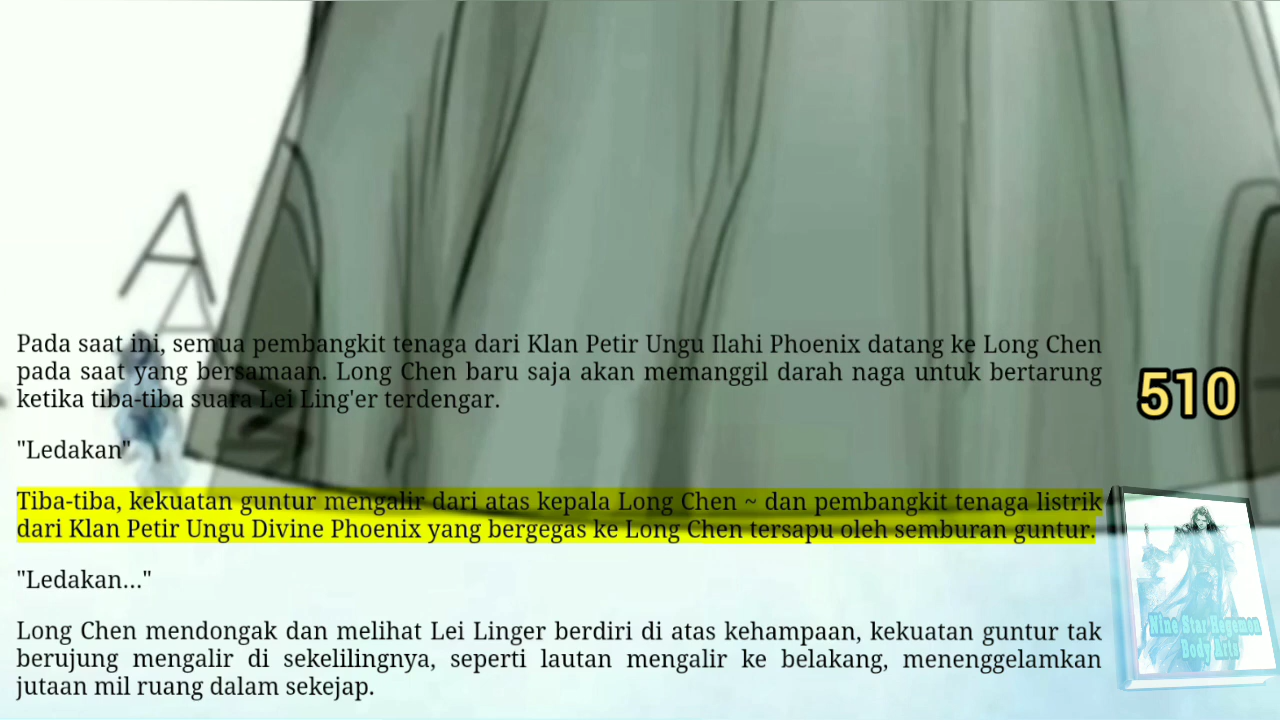 A
Pada saat ini, semua pembangkit tenaga dari Klan Petir Ungu Ilahi Phoenix datang ke Long Chen
pada saat yang bersamaan. Long Chen baru saja akan memanggil darah naga untuk bertarung
ketika tiba-tiba suara Lei Ling'er terdengar.
510
"Ledakan"
Tiba-tiba, kekuatan guntur mengalir dari atas kepala Long Chen ~ dan pembangkit tenaga listrik
dari Klan Petir Ungu Divine Phoenix yang bergegas ke Long Chen tersapu oleh semburan guntur.
"Ledakan..."
Long Chen mendongak dan melihat Lei Linger berdiri di atas kehampaan, kekuatan guntur tak
berujung mengalir di sekelilingnya, seperti lautan mengalir ke belakang, menenggelamkan
jutaan mil ruang dalam sekejap.
Nine Star Hegemon
Body Arts